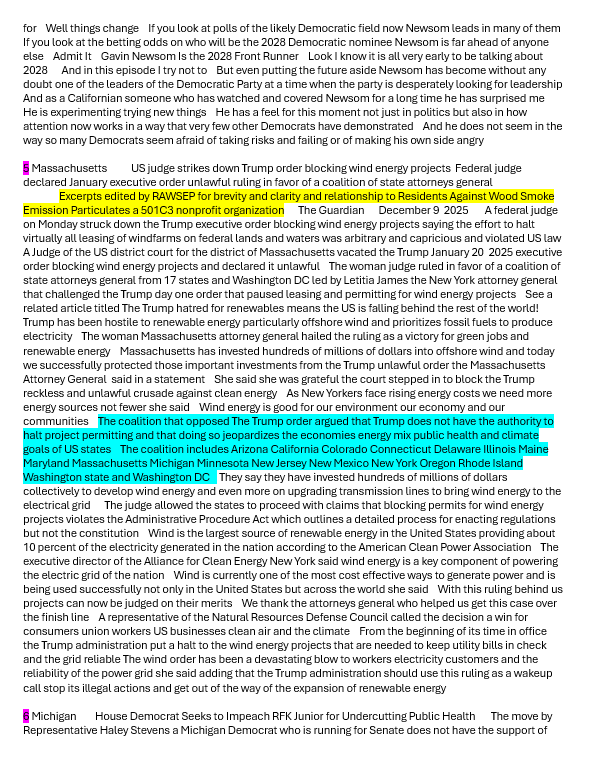 for   Well things change   If you look at polls of the likely Democratic field now Newsom leads in many of them
If you look at the betting odds on who will be the 2028 Democratic nominee Newsom is far ahead of anyone
else   Admit It   Gavin Newsom Is the 2028 Front Runner   Look I know it is all very early to be talking about
2028   And in this episode I try not to   But even putting the future aside Newsom has become without any
doubt one of the leaders of the Democratic Party at a time when the party is desperately looking for leadership
And as a Californian someone who has watched and covered Newsom for a long time he has surprised me
He is experimenting trying new things   He has a feel for this moment not just in politics but also in how
attention now works in a way that very few other Democrats have demonstrated   And he does not seem in the
way so many Democrats seem afraid of taking risks and failing or of making his own side angry
5 Massachusetts   US judge strikes down Trump order blocking wind energy projects Federal judge
declared January executive order unlawful ruling in favor of a coalition of state attorneys general
Excerpts edited by RAWSEP for brevity and clarity and relationship to Residents Against Wood Smoke
Emission Particulates a 501C3 nonprofit organization   The Guardian   December 9 2025   A federal judge
on Monday struck down the Trump executive order blocking wind energy projects saying the effort to halt
virtually all leasing of windfarms on federal lands and waters was arbitrary and capricious and violated US law
A Judge of the US district court for the district of Massachusetts vacated the Trump January 20 2025 executive
order blocking wind energy projects and declared it unlawful   The woman judge ruled in favor of a coalition of
state attorneys general from 17 states and Washington DC led by Letitia James the New York attorney general
that challenged the Trump day one order that paused leasing and permitting for wind energy projects   See a
related article titled The Trump hatred for renewables means the US is falling behind the rest of the world!
Trump has been hostile to renewable energy particularly offshore wind and prioritizes fossil fuels to produce
electricity   The woman Massachusetts attorney general hailed the ruling as a victory for green jobs and
renewable energy   Massachusetts has invested hundreds of millions of dollars into offshore wind and today
we successfully protected those important investments from the Trump unlawful order the Massachusetts
Attorney General said in a statement   She said she was grateful the court stepped in to block the Trump
reckless and unlawful crusade against clean energy   As New Yorkers face rising energy costs we need more
energy sources not fewer she said   Wind energy is good for our environment our economy and our
communities   The coalition that opposed The Trump order argued that Trump does not have the authority to
halt project permitting and that doing so jeopardizes the economies energy mix public health and climate
goals of US states   The coalition includes Arizona California Colorado Connecticut Delaware Illinois Maine
Maryland Massachusetts Michigan Minnesota New Jersey New Mexico New York Oregon Rhode Island
Washington state and Washington DC   They say they have invested hundreds of millions of dollars
collectively to develop wind energy and even more on upgrading transmission lines to bring wind energy to the
electrical grid   The judge allowed the states to proceed with claims that blocking permits for wind energy
projects violates the Administrative Procedure Act which outlines a detailed process for enacting regulations
but not the constitution   Wind is the largest source of renewable energy in the United States providing about
10 percent of the electricity generated in the nation according to the American Clean Power Association   The
executive director of the Alliance for Clean Energy New York said wind energy is a key component of powering
the electric grid of the nation   Wind is currently one of the most cost effective ways to generate power and is
being used successfully not only in the United States but across the world she said   With this ruling behind us
projects can now be judged on their merits   We thank the attorneys general who helped us get this case over
the finish line   A representative of the Natural Resources Defense Council called the decision a win for
consumers union workers US businesses clean air and the climate   From the beginning of its time in office
the Trump administration put a halt to the wind energy projects that are needed to keep utility bills in check
and the grid reliable The wind order has been a devastating blow to workers electricity customers and the
reliability of the power grid she said adding that the Trump administration should use this ruling as a wakeup
call stop its illegal actions and get out of the way of the expansion of renewable energy
6 Michigan   House Democrat Seeks to Impeach RFK Junior for Undercutting Public Health   The move by
Representative Haley Stevens a Michigan Democrat who is running for Senate does not have the support of